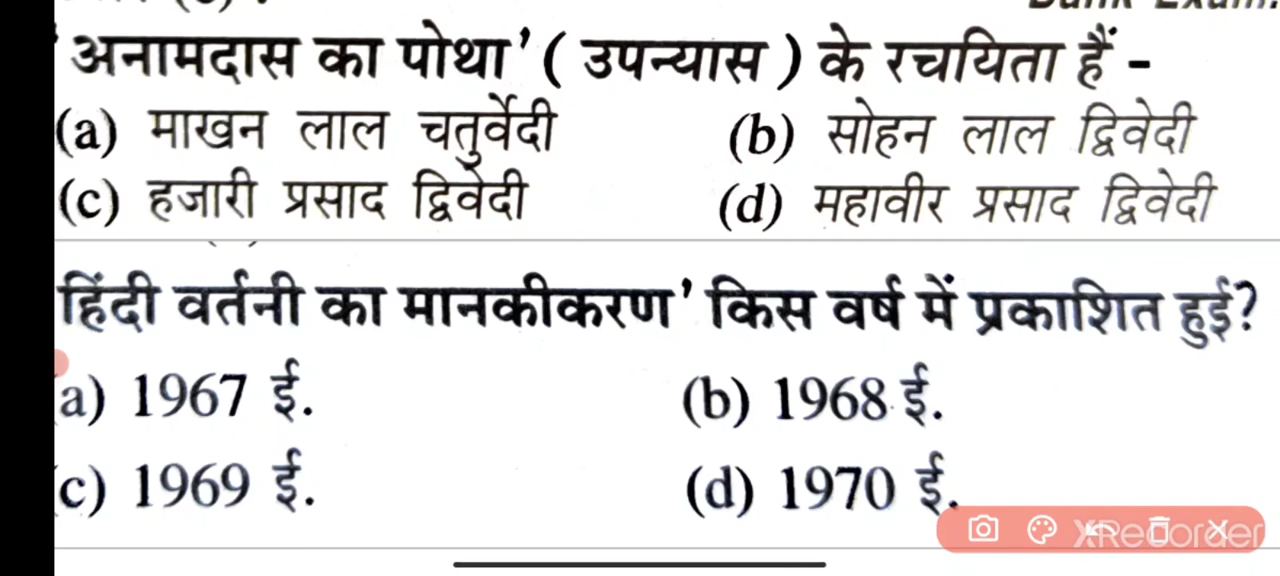 'अनामदास का पोथा' ( उपन्यास ) के रचयिता हैं -
(a) माखन लाल चतुर्वेदी (b) सोहन लाल द्विवेदी
(c) हजारी प्रसाद द्विवेदी (d) महावीर प्रसाद द्विवेदी
हिंदी वर्तनी का मानकीकरण' किस वर्ष में प्रकाशित हुई?
a) 1967 ई. (b) 1968 ई.
c) 1969 ई. (d) 1970 ई.
XRecorder